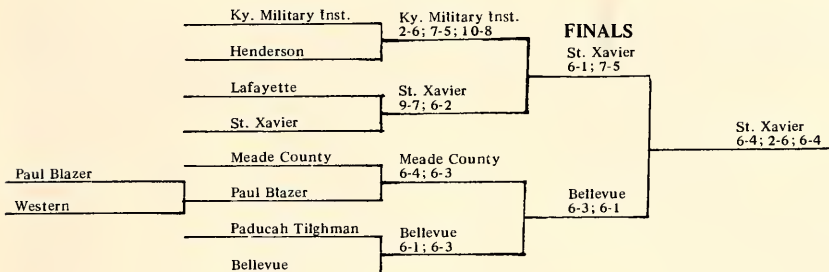 Ky. Military Inst.
Henderson
Lafayette
St. Xavier
Meade County
Paul Blazer
Western
Paul Blazer
Paducah Tilghman
Bellevue
Ky. Military Inst.
2-6; 7-5; 10-8
St. Xavier
9-7; 6-2
Meade County
6-4; 6-3
Bellevue
6-1; 6-3
FINALS
St. Xavier
6-1; 7-5
Bellevue
6-3; 6-1
St. Xavier
6-4; 2-6; 6-4